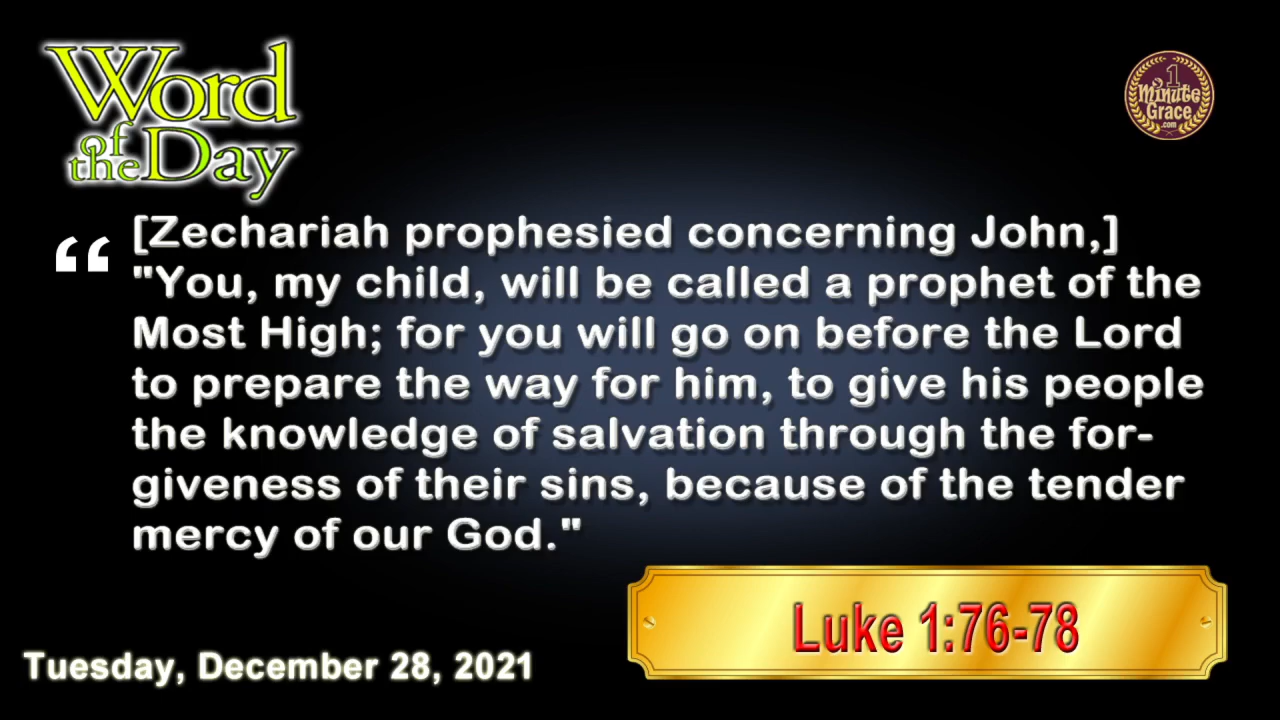 Word
of
the Day
1
Minute
Grace
.com
“
[Zechariah prophesied concerning John,]
"You, my child, will be called a prophet of the
Most High; for you will go on before the Lord
to prepare the way for him, to give his people
the knowledge of salvation through the for-
giveness of their sins, because of the tender
mercy of our God."
Luke 1:76-78
Tuesday, December 28, 2021